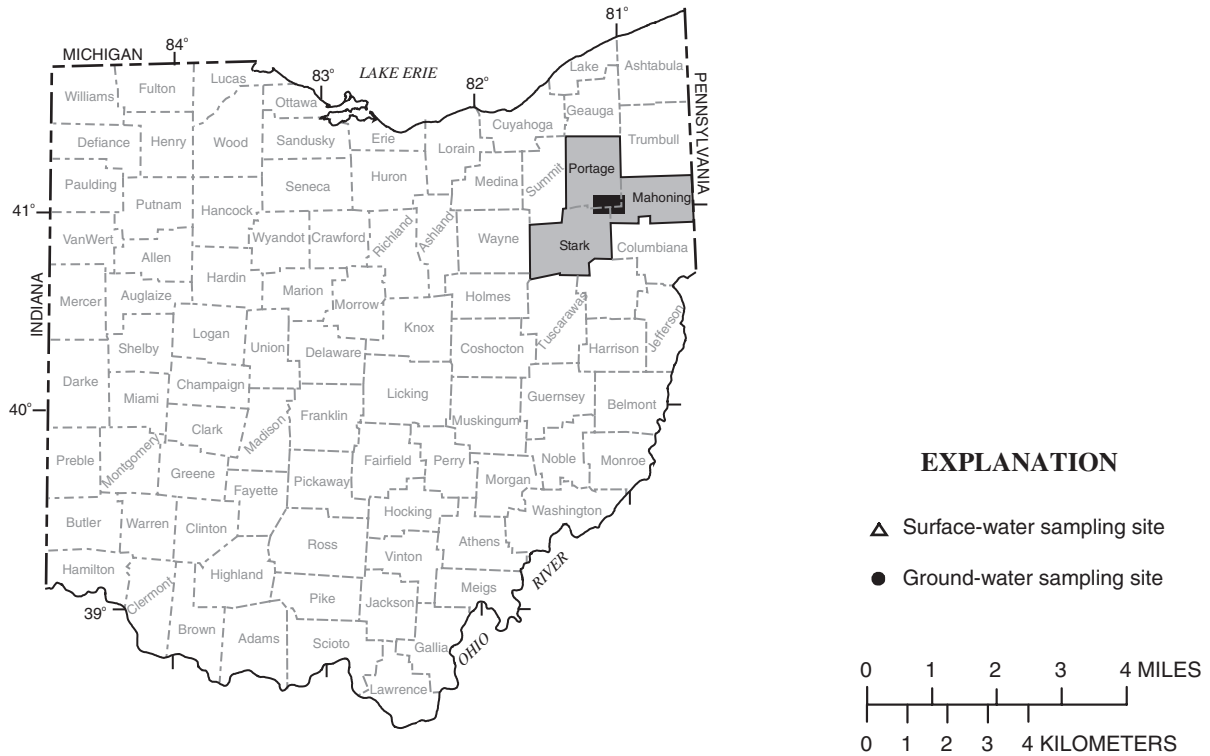 81°
MICHIGAN
84°
83°
LAKE ERIE
82°
Lake
Ashtabula
PENNSYLVANIA
Williams
Fulton
Lucas
Ottawa
Cuyahoga
Geauga
Defiance
Henry
Wood
Sandusky
Erie
Lorain
Trumbull
Paulding
Putnam
Hancock
Seneca
Huron
Medina
Summit
Portage
Mahoning
41°
VanWert
Allen
Wyandot
Crawford
Richland
Ashland
Wayne
Stark
Columbiana
INDIANA
Mercer
Auglaize
Hardin
Marion
Morrow
Holmes
Tuscarawas
Jefferson
Logan
Union
Knox
Shelby
Delaware
Coshocton
Harrison
Darke
Miami
Champaign
Licking
Guernsey
Belmont
40°
Clark
Madison
Franklin
Muskingum
Preble
Montgomery
Greene
Fayette
Pickaway
Fairfield
Perry
Morgan
Noble
Monroe
Washington
Butler
Warren
Clinton
Ross
Hocking
Athens
Vinton
Hamilton
Clermont
Highland
Pike
Jackson
Meigs
39°
Brown
Adams
Scioto
Gallia
Lawrence
OHIO
RIVER
EXPLANATION
Surface-water sampling site
Ground-water sampling site
0 1 2 3 4 MILES
0 1 2 3 4 KILOMETERS